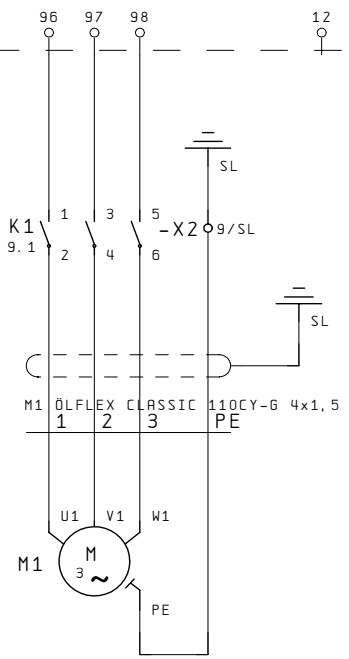 96 97 98 12
SL
K1 1 3 5 -X2 9/SL
9.1 2 4 6
SL
M1 ÖLFLEX CLASSIC 110CY-G 4x1,5
1 2 3 PE
U1 V1 W1
M1 M
3 ~
PE